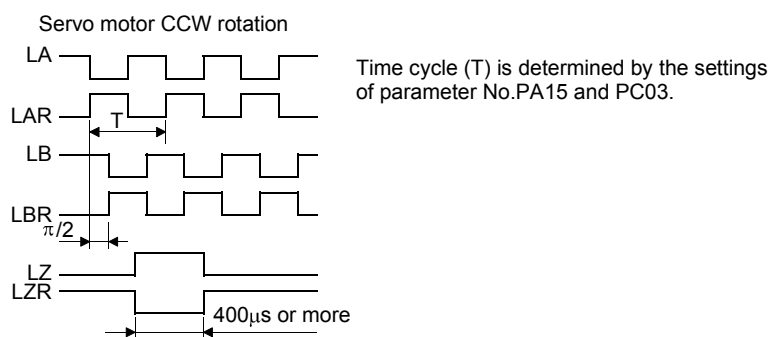 Servo motor CCW rotation
LA
Time cycle (T) is determined by the settings
of parameter No.PA15 and PC03.
LAR
T
LB
LBR
π/2
LZ
LZR
400μs or more